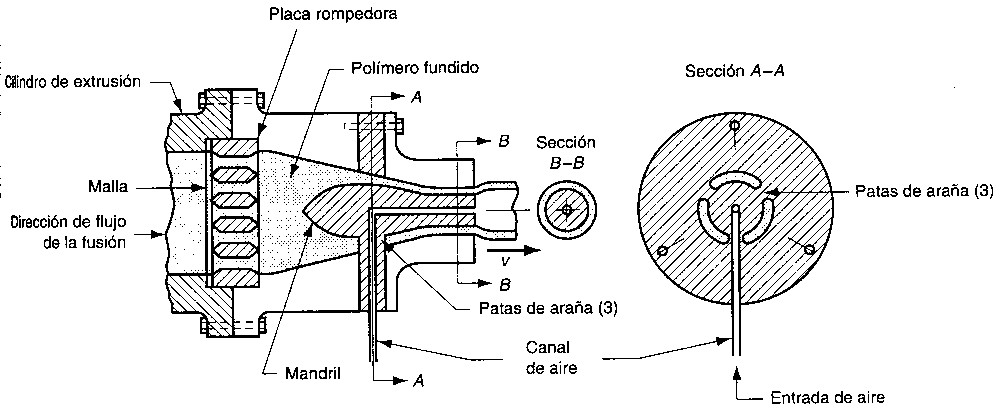 Placa rompedora
Cilindro de extrusión
Polímero fundido
Sección A–A
A
B
Sección
B–B
Malla
Patas de araña (3)
Dirección de flujo
de la fusión
v
B
Patas de araña (3)
Canal
de aire
Mandril
A
Entrada de aire